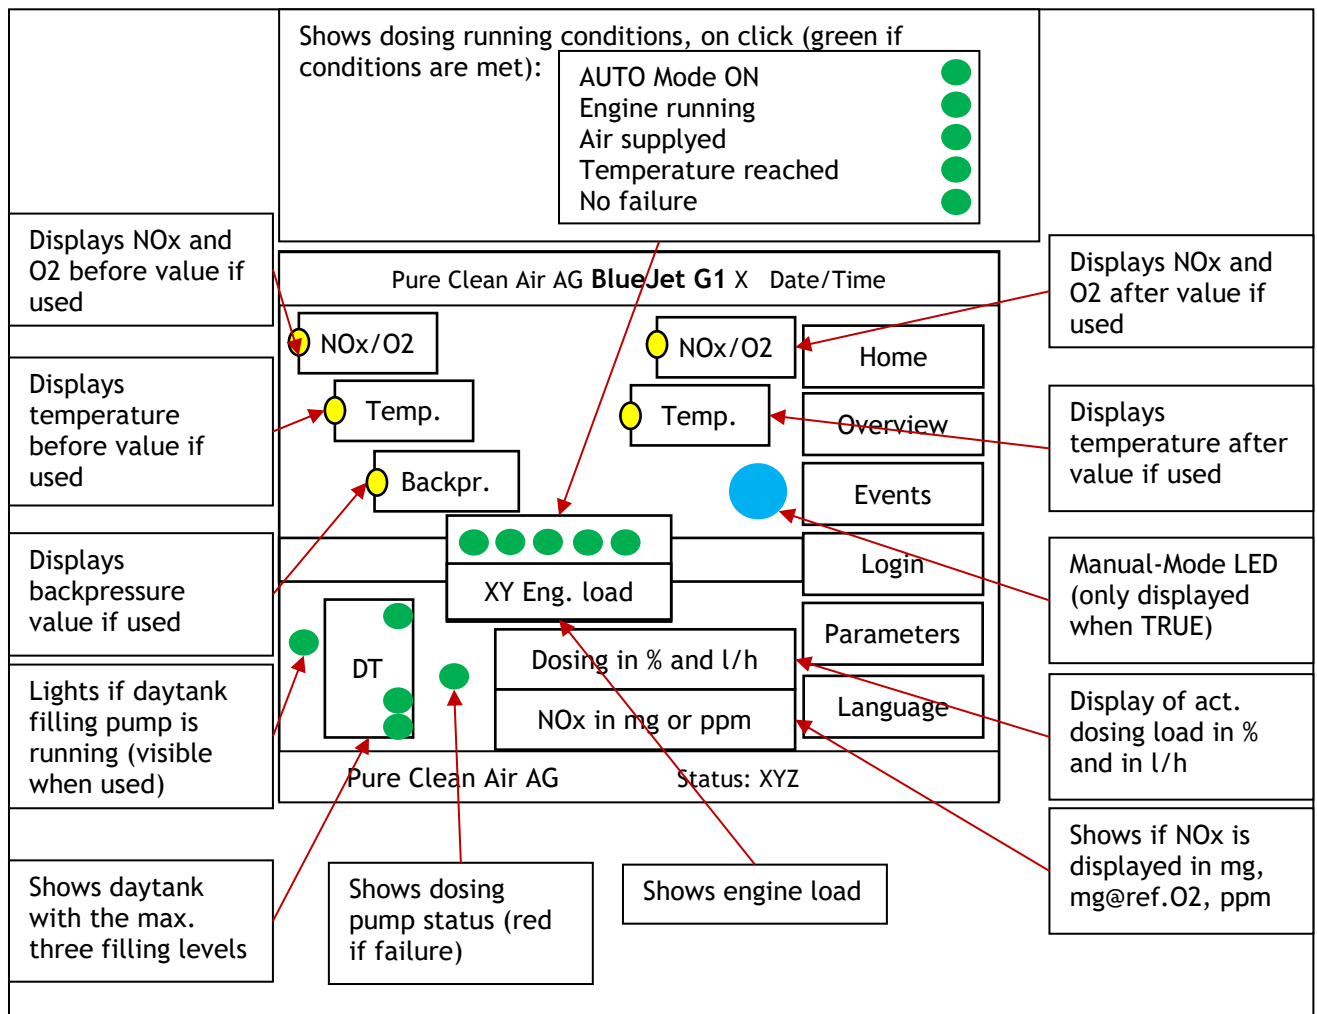 Shows dosing running conditions, on click (green if
conditions are met):
AUTO Mode ON
Engine running
Air supplyed
Temperature reached
No failure
Displays NOx and
O2 before value if
used
Displays
temperature
before value if
used
Displays
backpressure
value if used
Lights if daytank
filling pump is
running (visible
when used)
Shows daytank
with the max.
three filling levels
Pure Clean Air AG BlueJet G1 X Date/Time
NOx/O2
NOx/O2
Temp.
Temp.
Backpr.
XY Eng. load
DT
Dosing in % and l/h
NOx in mg or ppm
Home
Overview
Events
Login
Parameters
Language
Pure Clean Air AG
Status: XYZ
Shows dosing
pump status (red
if failure)
Shows engine load
Displays NOx and
O2 after value if
used
Displays
temperature after
value if used
Manual-Mode LED
(only displayed
when TRUE)
Display of act.
dosing load in %
and in l/h
Shows if NOx is
displayed in mg,
mg@ref.O2, ppm